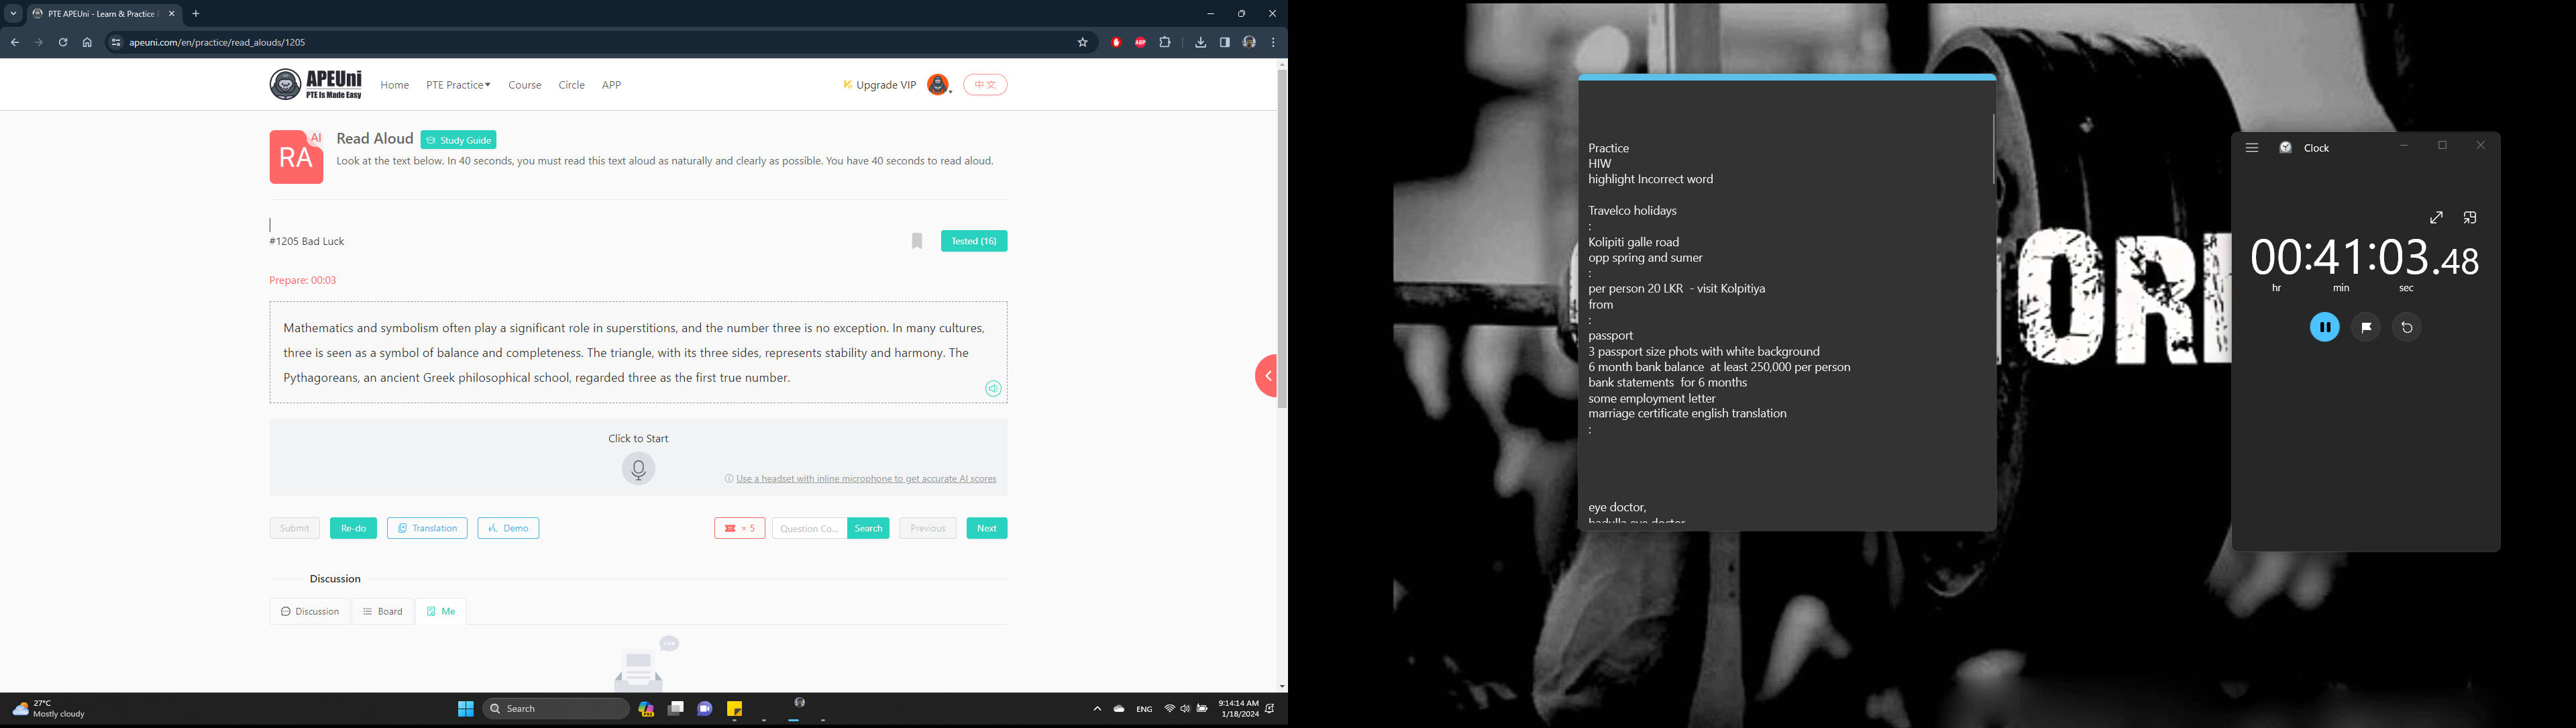 PTE APEUni - Learn & Practice
apeuni.com/en/practice/read_alouds/1205
ABP
APEUni
PTE Is Made Easy
Home
PTE Practice
Course
Circle
APP
Upgrade VIP
中文
RA
AI
Read Aloud
Study Guide
Look at the text below. In 40 seconds, you must read this text aloud as naturally and clearly as possible. You have 40 seconds to read aloud.
#1205 Bad Luck
Tested (16)
Prepare: 00:03
Mathematics and symbolism often play a significant role in superstitions, and the number three is no exception. In many cultures,
three is seen as a symbol of balance and completeness. The triangle, with its three sides, represents stability and harmony. The
Pythagoreans, an ancient Greek philosophical school, regarded three as the first true number.
Click to Start
Use a headset with inline microphone to get accurate AI scores
Submit
Re-do
Translation
Demo
× 5
Question Co...
Search
Previous
Next
Discussion
Discussion
Board
Me
27°C
Mostly cloudy
Search
ENG
9:14:14 AM
1/18/2024
Practice
HIW
highlight Incorrect word
Travelco holidays
:
Kolipiti galle road
opp spring and sumer
:
per person 20 LKR - visit Kolpitiya
from
:
passport
3 passport size phots with white background
6 month bank balance at least 250,000 per person
bank statements for 6 months
some employment letter
marriage certificate english translation
:
eye doctor,
badulla eye doctor
Clock
00:41:03.48
hr
min
sec